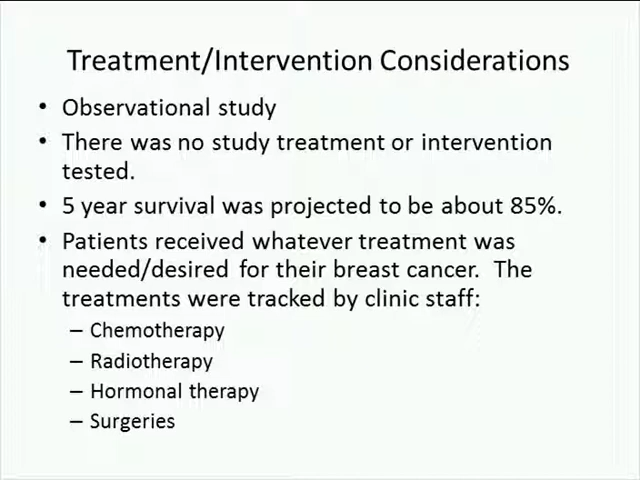 Treatment/Intervention Considerations
• Observational study
• There was no study treatment or intervention
tested.
• 5 year survival was projected to be about 85%.
• Patients received whatever treatment was
needed/desired for their breast cancer.  The
treatments were tracked by clinic staff:
– Chemotherapy
– Radiotherapy
– Hormonal therapy
– Surgeries